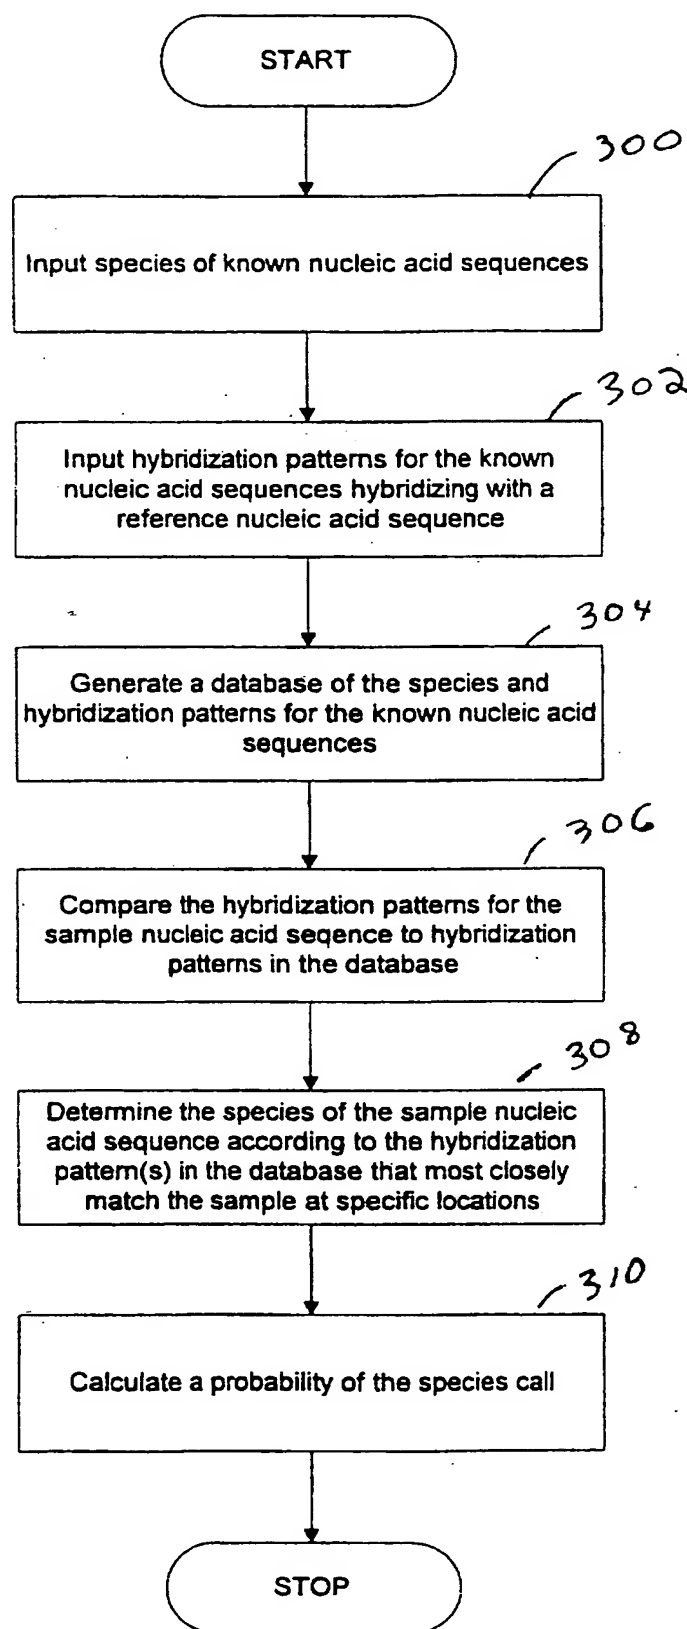 START
300
Input species of known nucleic acid sequences
302
Input hybridization patterns for the known
nucleic acid sequences hybridizing with a
reference nucleic acid sequence
304
Generate a database of the species and
hybridization patterns for the known nucleic acid
sequences
306
Compare the hybridization patterns for the
sample nucleic acid seqence to hybridization
patterns in the database
308
Determine the species of the sample nucleic
acid sequence according to the hybridization
pattern(s) in the database that most closely
match the sample at specific locations
310
Calculate a probability of the species call
STOP